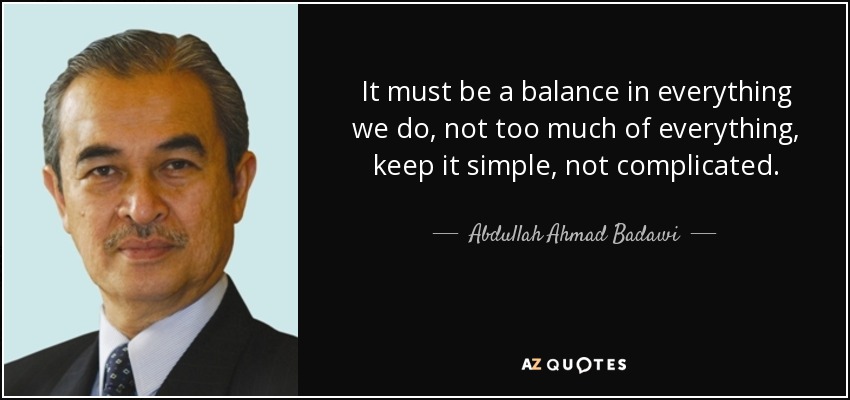 It must be a balance in everything
we do, not too much of everything,
keep it simple, not complicated.
Abdullah Ahmad Badawi
AZ QUOTES